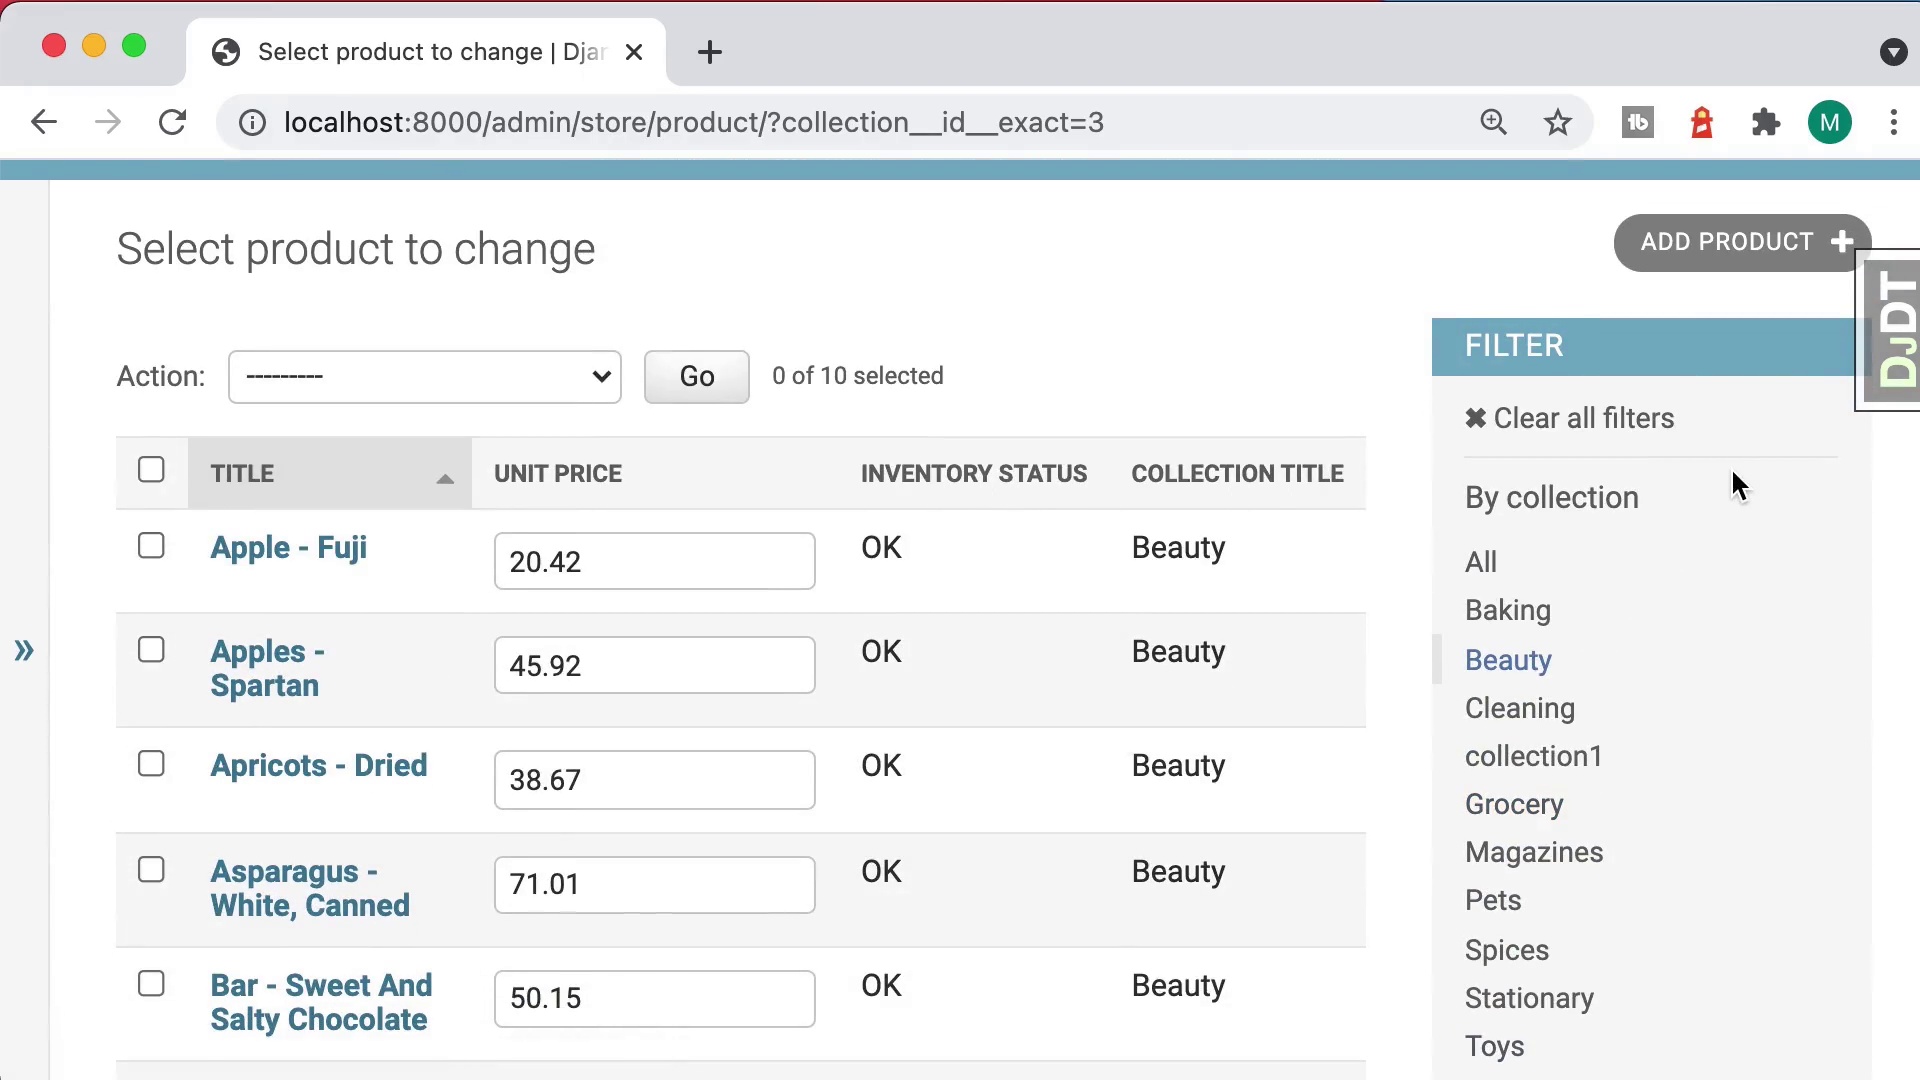 Select product to change | Djan
localhost:8000/admin/store/product/?collection__id__exact=3
M
Select product to change
ADD PRODUCT
DJDT
Action: --------- Go 0 of 10 selected
TITLE UNIT PRICE INVENTORY STATUS COLLECTION TITLE
Apple - Fuji 20.42 OK Beauty
Apples - 45.92 OK Beauty
Spartan
Apricots - Dried 38.67 OK Beauty
Asparagus - 71.01 OK Beauty
White, Canned
Bar - Sweet And 50.15 OK Beauty
Salty Chocolate
FILTER
✖ Clear all filters
By collection
All
Baking
Beauty
Cleaning
collection1
Grocery
Magazines
Pets
Spices
Stationary
Toys